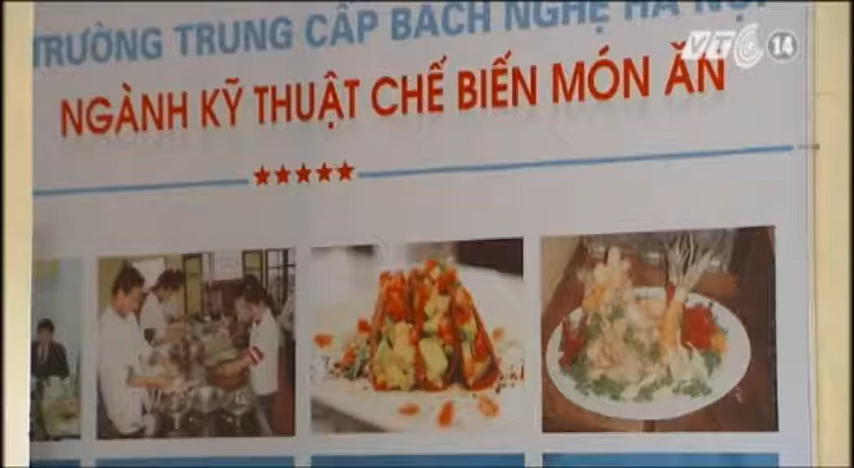 TRƯỜNG TRUNG CẤP BÁCH NGHỆ HÀ NỘI
NGÀNH KỸ THUẬT CHẾ BIẾN MÓN ĂN
VTC 14